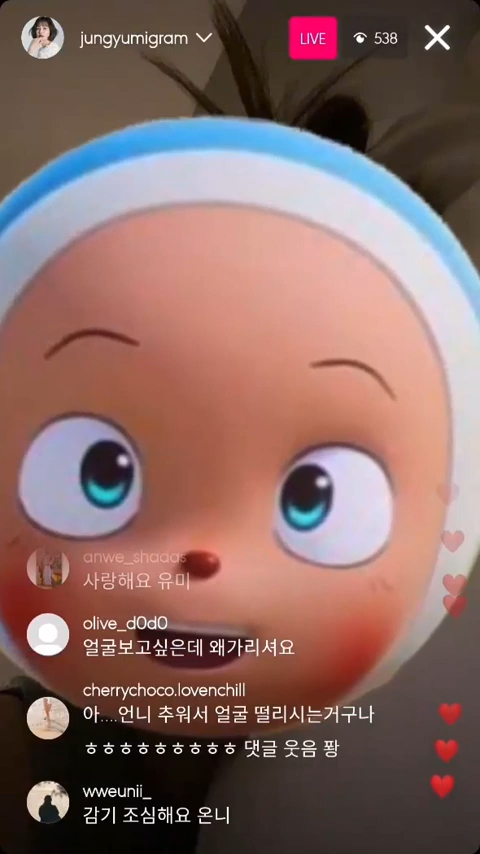 jungyumigram
LIVE
538
anwe_shaaas
사랑해요 유미
olive_d0d0
얼굴보고싶은데 왜가리셔요
cherrychoco.lovenchill
아....언니 추워서 얼굴 떨리시는거구나
ㅎㅎㅎㅎㅎㅎㅎㅎㅎ 댓글 웃음 퐝
wweunii_
감기 조심해요 온니